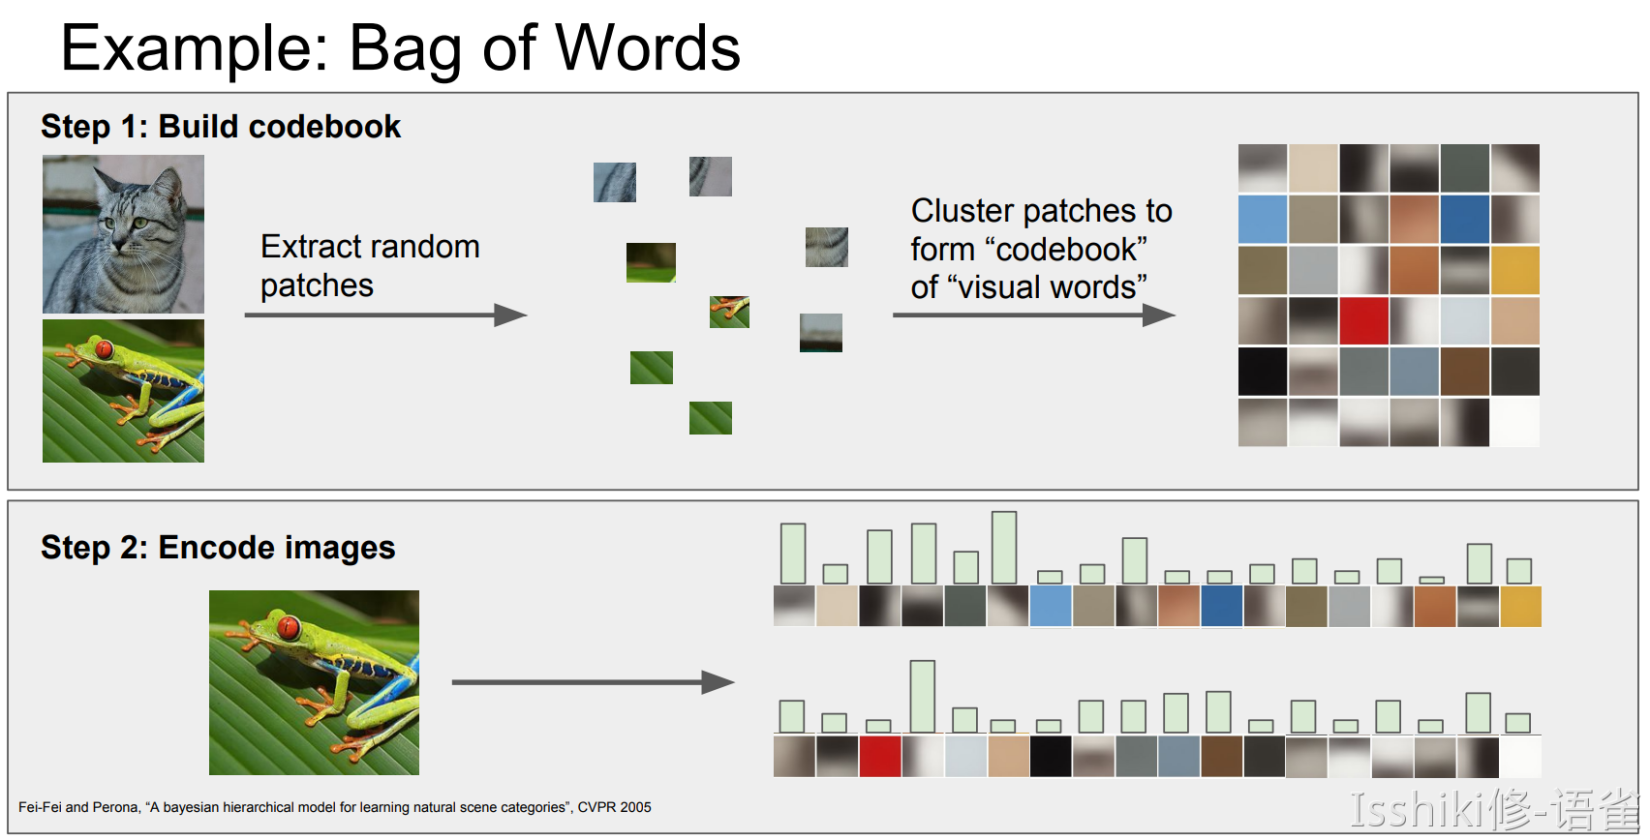 Example: Bag of Words
Step 1: Build codebook
Extract random
patches
Cluster patches to
form “codebook”
of “visual words”
Step 2: Encode images
Fei-Fei and Perona, “A bayesian hierarchical model for learning natural scene categories”, CVPR 2005
Isshiki修-语雀